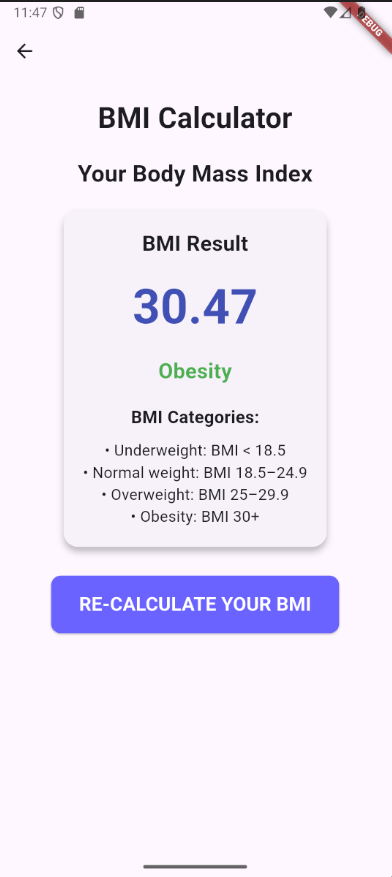 11:47
DEBUG
BMI Calculator
Your Body Mass Index
BMI Result
30.47
Obesity
BMI Categories:
• Underweight: BMI < 18.5
• Normal weight: BMI 18.5–24.9
• Overweight: BMI 25–29.9
• Obesity: BMI 30+
RE-CALCULATE YOUR BMI